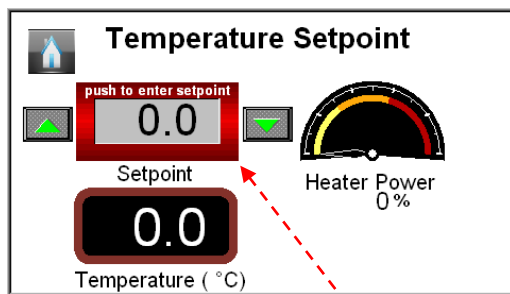 Temperature Setpoint
push to enter setpoint
0.0
Setpoint
Heater Power
0%
0.0
Temperature ( °C)